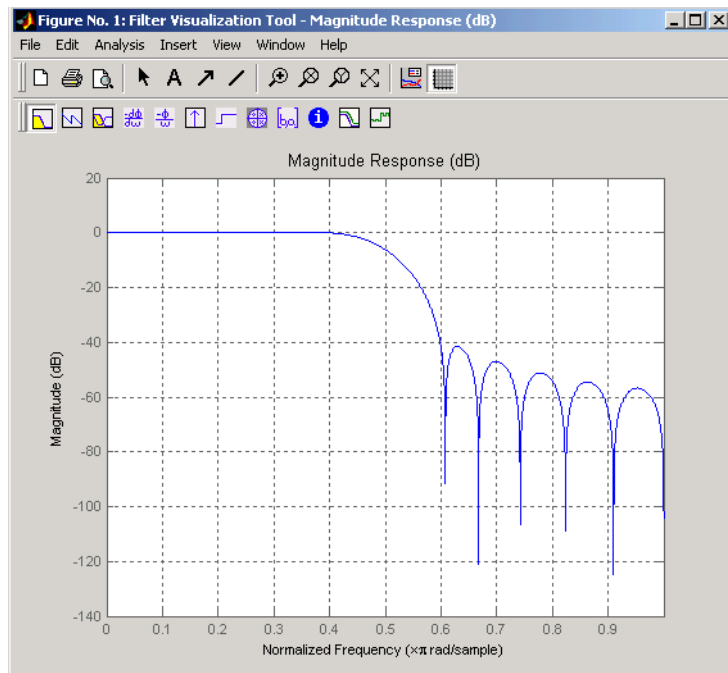 Figure No. 1: Filter Visualization Tool - Magnitude Response (dB)
File Edit Analysis Insert View Window Help
A
[b,a] i
Magnitude Response (dB)
20
0
-20
-40
-60
-80
-100
-120
-140
Magnitude (dB)
0 0.1 0.2 0.3 0.4 0.5 0.6 0.7 0.8 0.9
Normalized Frequency (×π rad/sample)